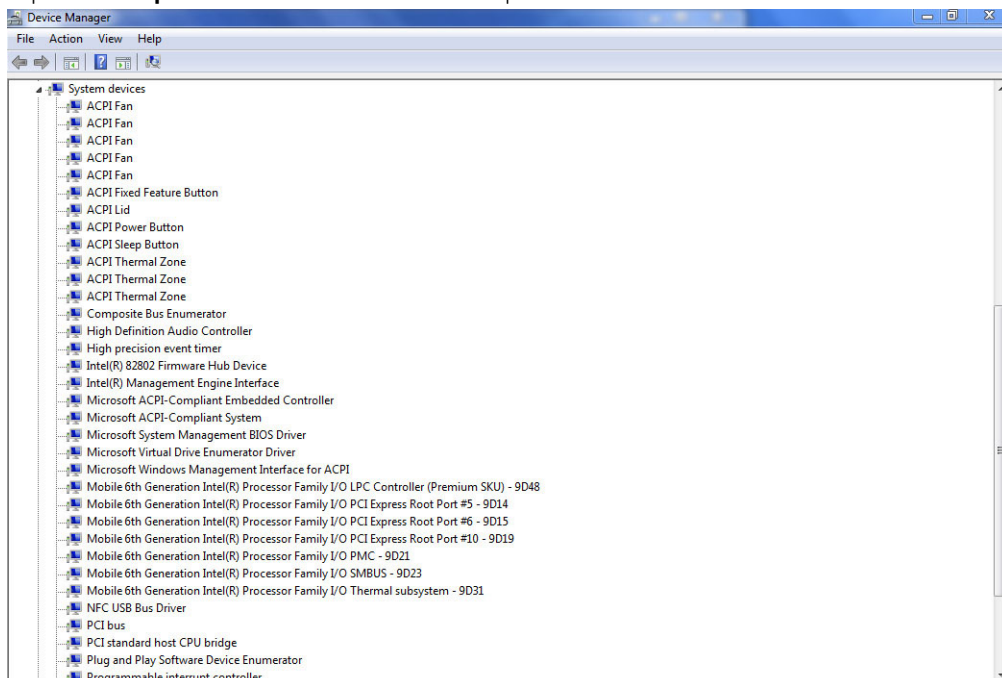 Device Manager
File Action View Help
System devices
ACPI Fan
ACPI Fan
ACPI Fan
ACPI Fan
ACPI Fan
ACPI Fixed Feature Button
ACPI Lid
ACPI Power Button
ACPI Sleep Button
ACPI Thermal Zone
ACPI Thermal Zone
ACPI Thermal Zone
Composite Bus Enumerator
High Definition Audio Controller
High precision event timer
Intel(R) 82802 Firmware Hub Device
Intel(R) Management Engine Interface
Microsoft ACPI-Compliant Embedded Controller
Microsoft ACPI-Compliant System
Microsoft System Management BIOS Driver
Microsoft Virtual Drive Enumerator Driver
Microsoft Windows Management Interface for ACPI
Mobile 6th Generation Intel(R) Processor Family I/O LPC Controller (Premium SKU) - 9D48
Mobile 6th Generation Intel(R) Processor Family I/O PCI Express Root Port #5 - 9D14
Mobile 6th Generation Intel(R) Processor Family I/O PCI Express Root Port #6 - 9D15
Mobile 6th Generation Intel(R) Processor Family I/O PCI Express Root Port #10 - 9D19
Mobile 6th Generation Intel(R) Processor Family I/O PMC - 9D21
Mobile 6th Generation Intel(R) Processor Family I/O SMBUS - 9D23
Mobile 6th Generation Intel(R) Processor Family I/O Thermal subsystem - 9D31
NFC USB Bus Driver
PCI bus
PCI standard host CPU bridge
Plug and Play Software Device Enumerator
Programmable interrupt controller